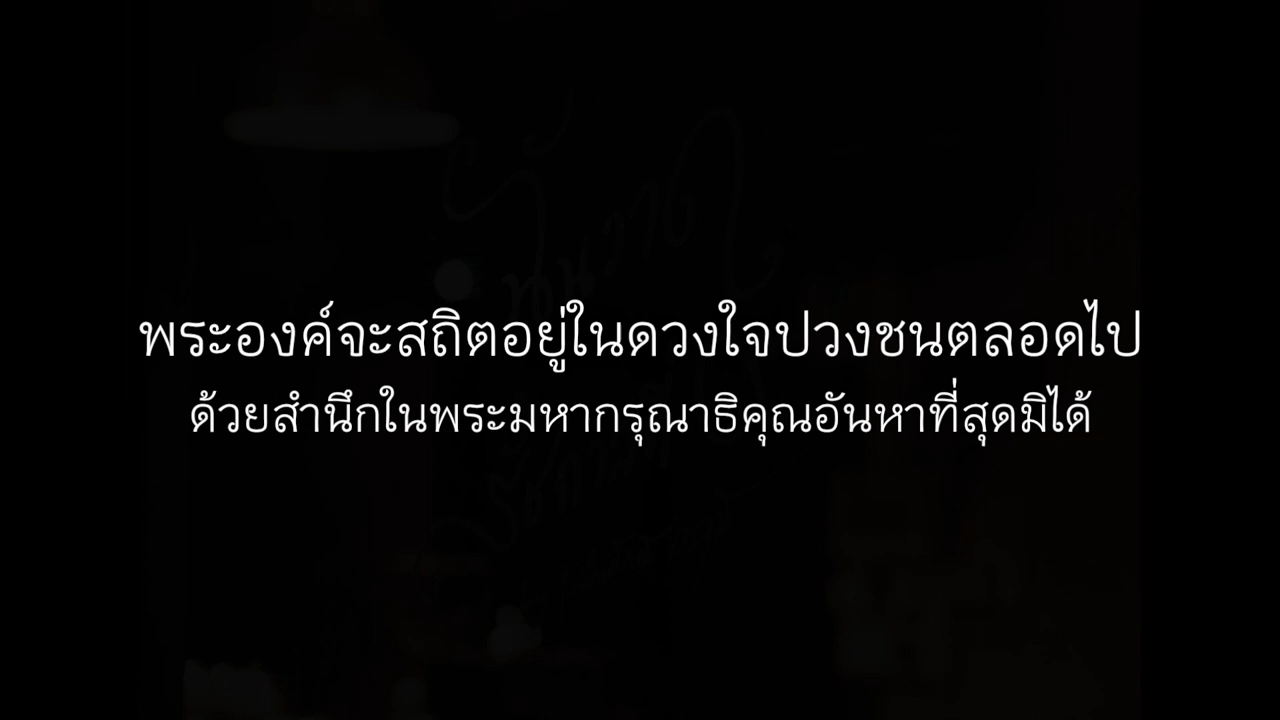 พระองค์จะสถิตอยู่ในดวงใจปวงชนตลอดไป
ด้วยสำนึกในพระมหากรุณาธิคุณอันหาที่สุดมิได้